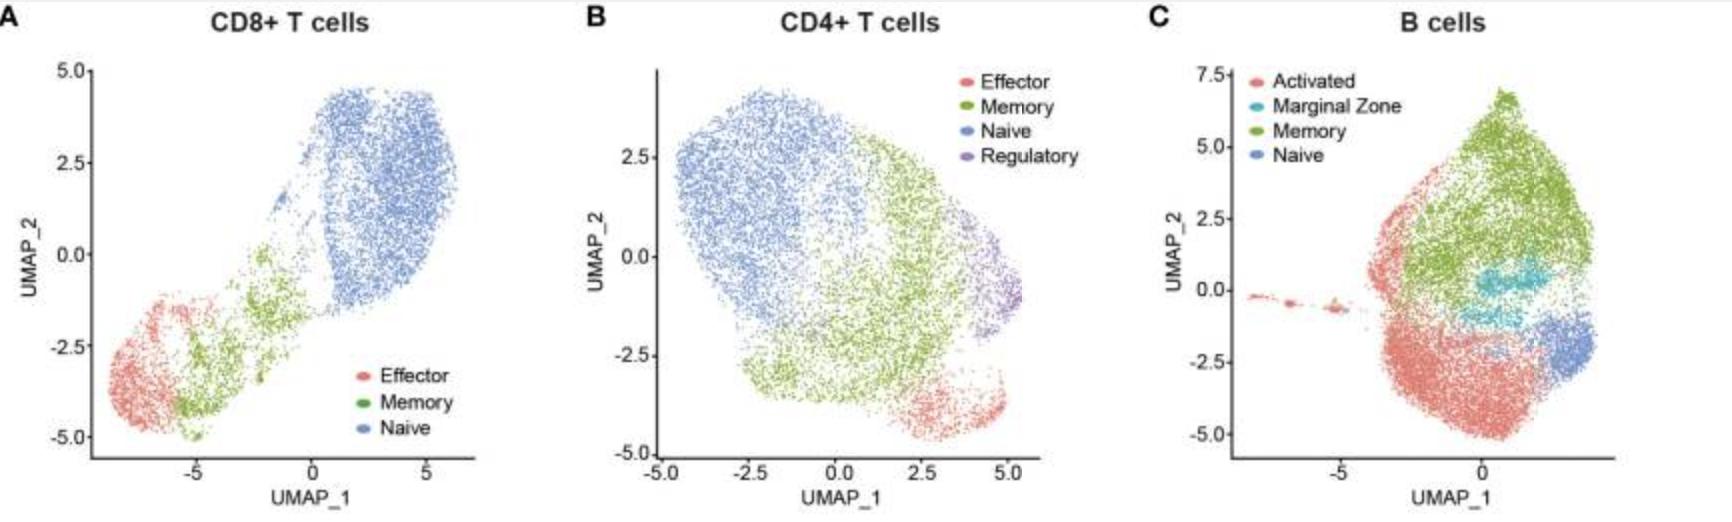 A
CD8+ T cells
5.0
2.5
0.0
-2.5
-5.0
UMAP_2
-5
0
5
UMAP_1
Effector
Memory
Naive
B
CD4+ T cells
2.5
0.0
-2.5
-5.0
UMAP_2
-5.0
-2.5
0.0
2.5
5.0
UMAP_1
Effector
Memory
Naive
Regulatory
C
B cells
7.5
5.0
2.5
0.0
-2.5
-5.0
UMAP_2
-5
0
UMAP_1
Activated
Marginal Zone
Memory
Naive